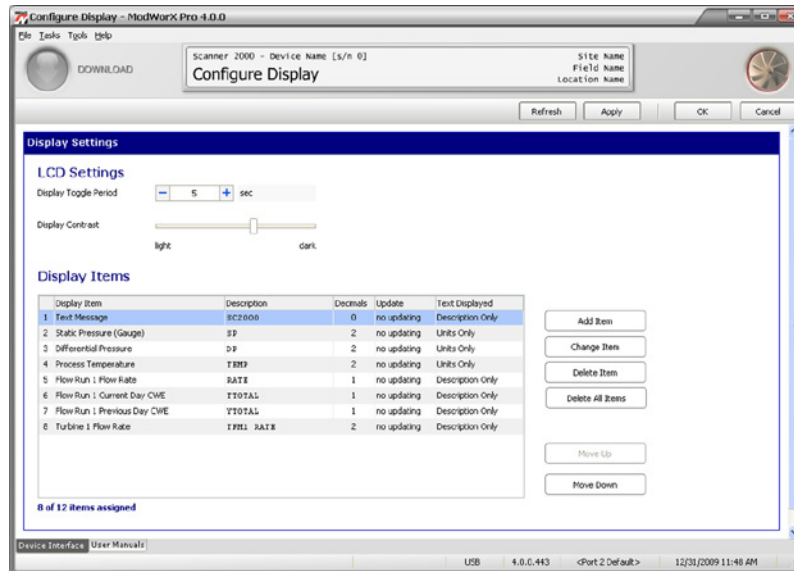 Configure Display - ModWorX Pro 4.0.0
File Tasks Tools Help
DOWNLOAD
Scanner 2000 - Device Name [s/n 0]
Configure Display
Site Name
Field Name
Location Name
Refresh Apply OK Cancel
Display Settings
LCD Settings
Display Toggle Period 5 sec
Display Contrast
light dark
Display Items
Display Item Description Decimals Update Text Displayed
1 Text Message SC2000 0 no updating Description Only
2 Static Pressure (Gauge) SP 2 no updating Units Only
3 Differential Pressure DP 2 no updating Units Only
4 Process Temperature TEMP 2 no updating Units Only
5 Flow Run 1 Flow Rate RATE 1 no updating Description Only
6 Flow Run 1 Current Day CWE TTOTAL 1 no updating Description Only
7 Flow Run 1 Previous Day CWE YTOTAL 1 no updating Description Only
8 Turbine 1 Flow Rate TFM1 RATE 2 no updating Description Only
Add Item
Change Item
Delete Item
Delete All Items
Move Up
Move Down
8 of 12 items assigned
Device Interface User Manuals
USB 4.0.0.443 <Port 2 Default> 12/31/2009 11:48 AM